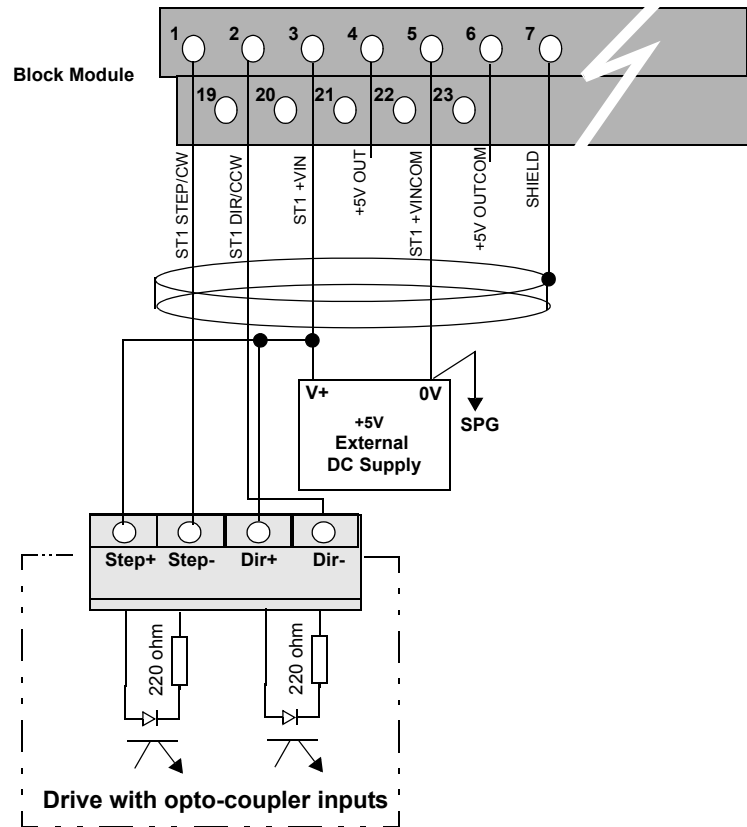 1 2 3 4 5 6 7
Block Module
19 20 21 22 23
ST1 STEP/CW
ST1 DIR/CCW
ST1 +VIN
+5V OUT
ST1 +VINCOM
+5V OUTCOM
SHIELD
V+ 0V
+5V
External
DC Supply
SPG
Step+ Step- Dir+ Dir-
220 ohm
220 ohm
Drive with opto-coupler inputs